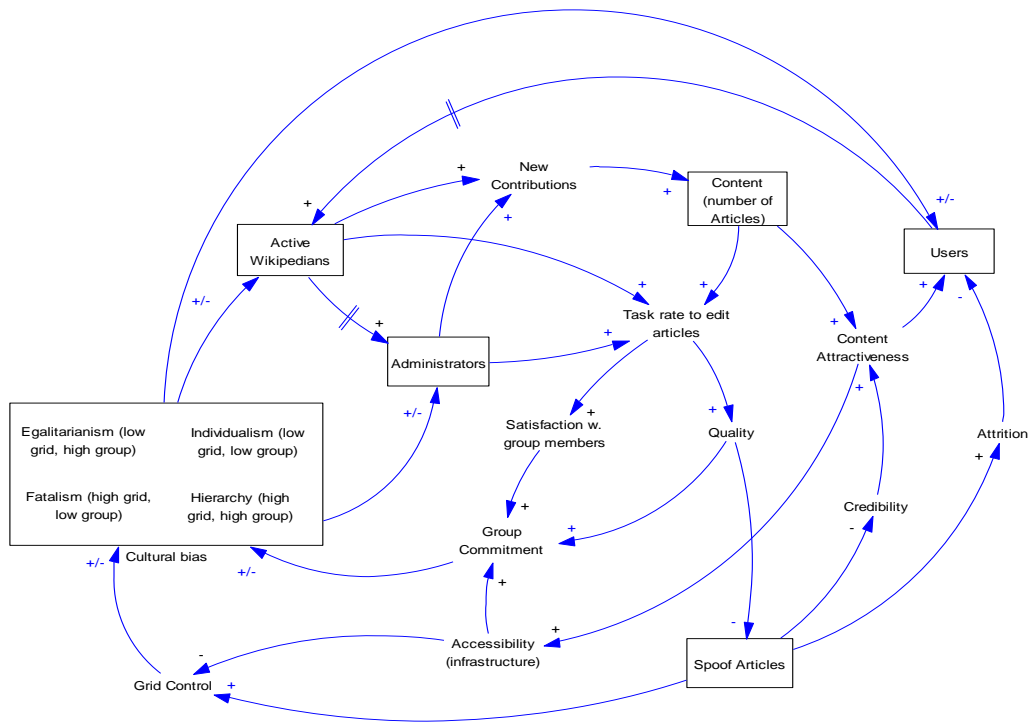 New
Contributions
Content
(number of
Articles)
Active
Wikipedians
Users
Task rate to edit
articles
Content
Attractiveness
Administrators
Egalitarianism (low
grid, high group)
Individualism (low
grid, low group)
Fatalism (high grid,
low group)
Hierarchy (high
grid, high group)
Cultural bias
Satisfaction w.
group members
Quality
Attrition
Credibility
Group
Commitment
Accessibility
(infrastructure)
Spoof Articles
Grid Control
+
+
+
+
+/-
+/-
+
+
+
+
+
+
-
+
+/-
+
+
+
+
-
+
+
+/-
+/-
+
+
-
-
+